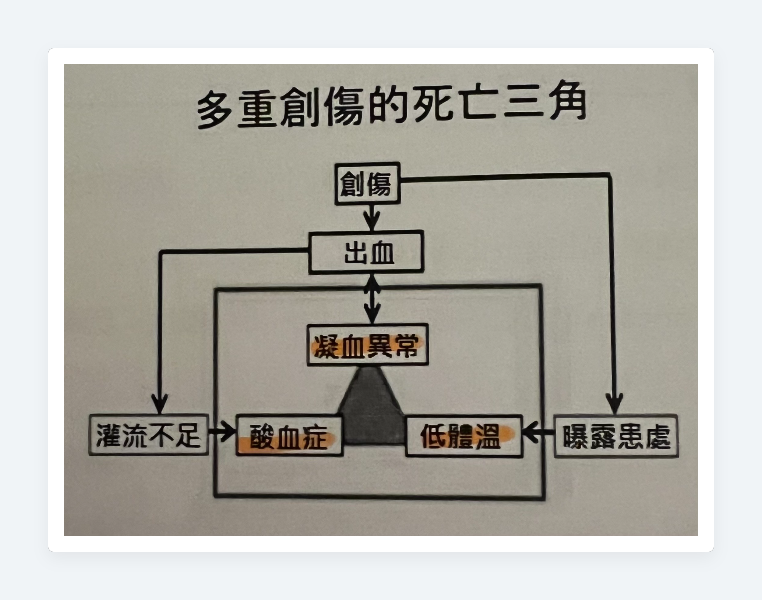 多重創傷的死亡三角
創傷
出血
凝血異常
灌流不足
酸血症
低體溫
曝露患處